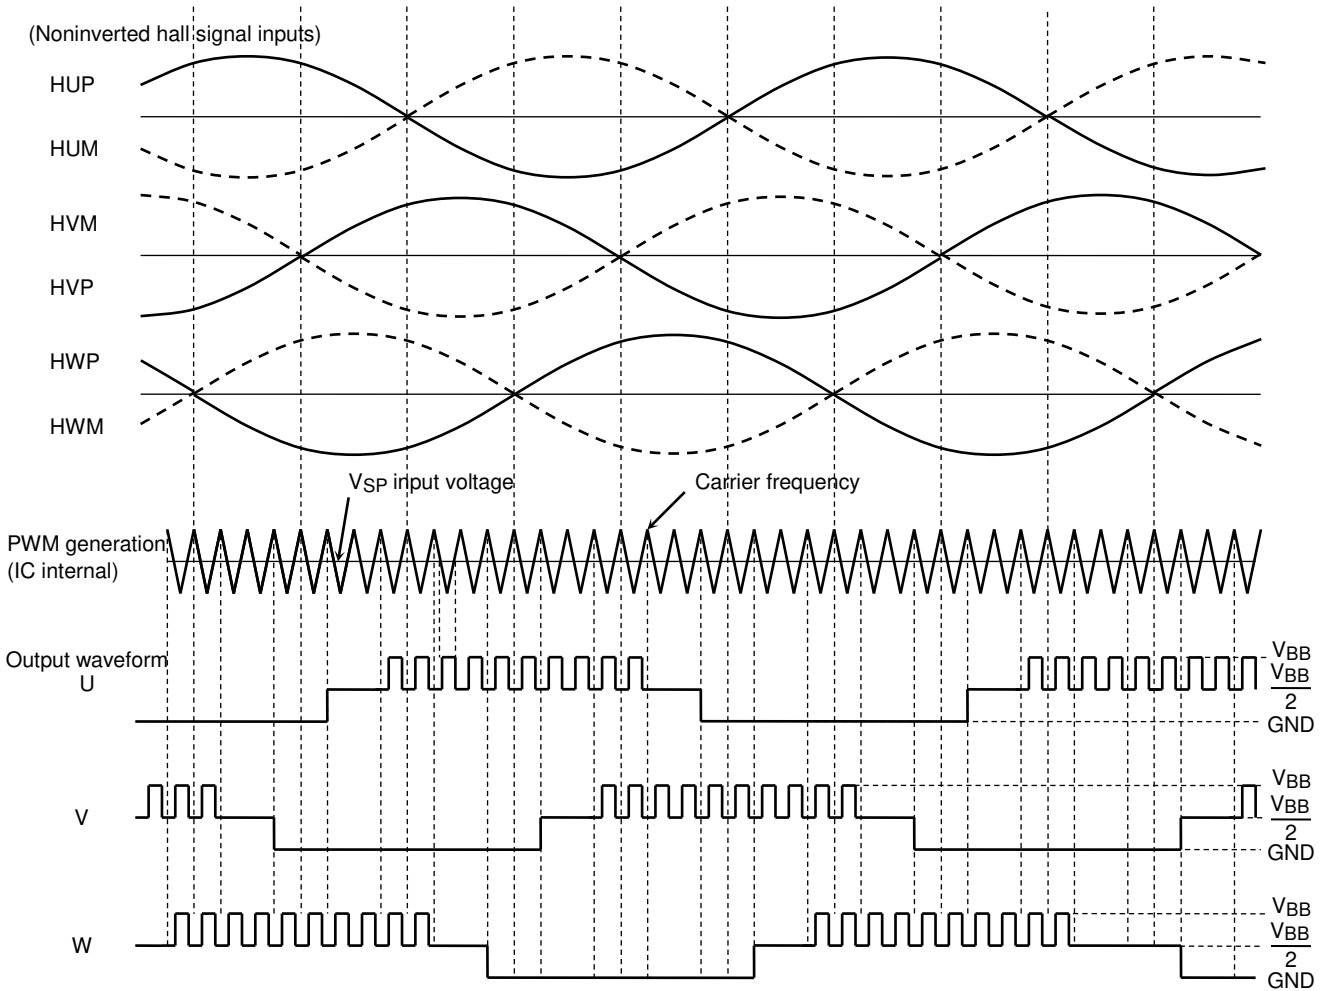 (Noninverted hall signal inputs)
HUP
HUM
HVM
HVP
HWP
HWM
VSP input voltage
Carrier frequency
PWM generation
(IC internal)
Output waveform
U
VBB
VBB
2
GND
V
VBB
VBB
2
GND
W
VBB
VBB
2
GND